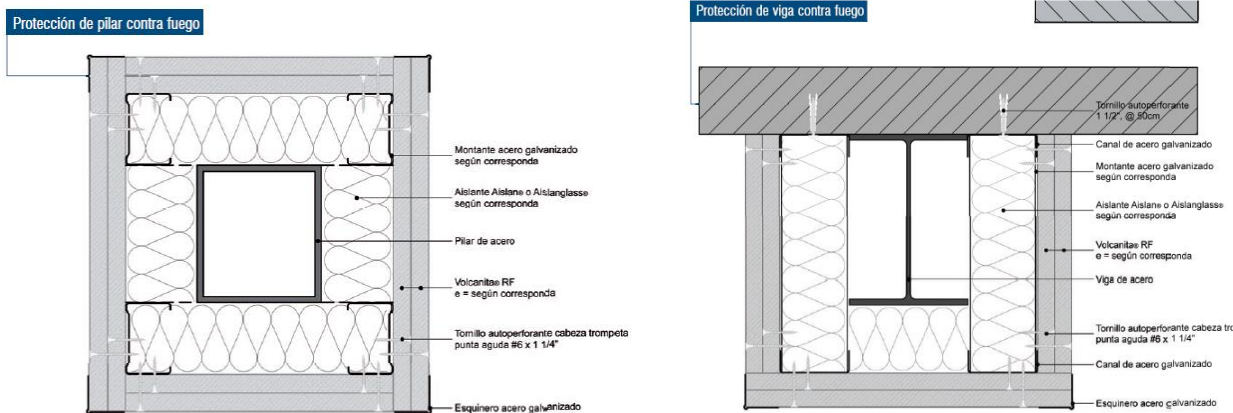 Protección de pilar contra fuego
Montante acero galvanizado
según corresponda
Aislante Aislan® o Aislanglass®
según corresponda
Pilar de acero
Volcanita® RF
e = según corresponda
Tornillo autoperforante cabeza trompeta
punta aguda #6 x 1 1/4"
Esquinero acero galvanizado
Protección de viga contra fuego
Tornillo autoperforante
1 1/2", @ 50cm
Canal de acero galvanizado
Montante acero galvanizado
según corresponda
Aislante Aislan® o Aislanglass®
según corresponda
Volcanita® RF
e = según corresponda
Viga de acero
Tornillo autoperforante cabeza tro
punta aguda #6 x 1 1/4"
Canal de acero galvanizado
Esquinero acero galvanizado